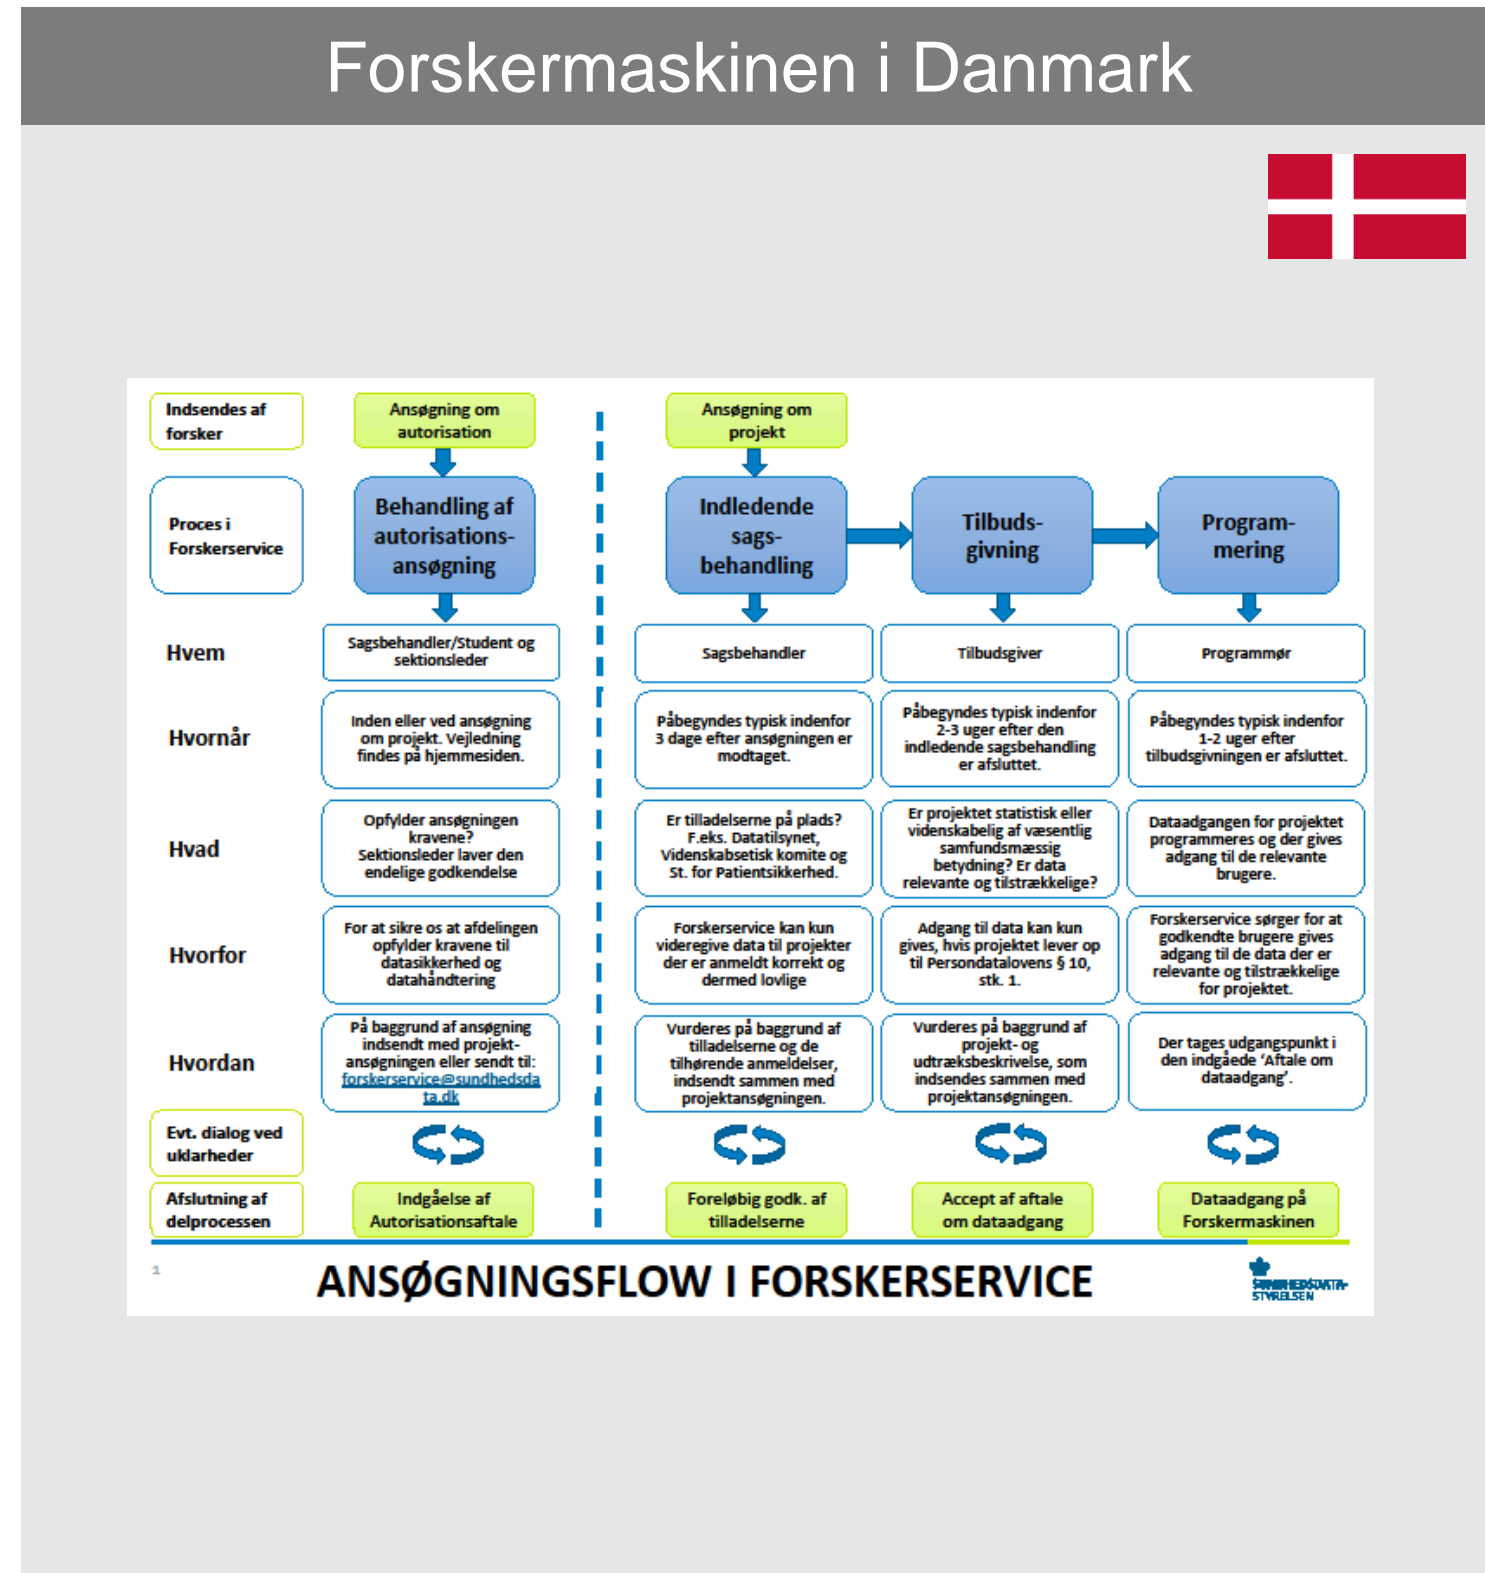 Forskermaskinen i Danmark
Indsendes af
forsker
Ansøgning om
autorisation
Ansøgning om
projekt
Proces i
Forskerservice
Behandling af
autorisations-
ansøgning
Indledende
sags-
behandling
Tilbuds-
givning
Program-
mering
Hvem
Sagsbehandler/Student og
sektionsleder
Sagsbehandler
Tilbudsgiver
Programmør
Hvornår
Inden eller ved ansøgning
om projekt. Vejledning
findes på hjemmesiden.
Påbegyndes typisk indenfor
3 dage efter ansøgningen er
modtaget.
Påbegyndes typisk indenfor
2-3 uger efter den
indledende sagsbehandling
er afsluttet.
Påbegyndes typisk indenfor
1-2 uger efter
tilbudsgivningen er afsluttet.
Hvad
Opfylder ansøgningen
kravene?
Sektionsleder laver den
endelige godkendelse
Er tilladelserne på plads?
F.eks. Datatilsynet,
Videnskabsetisk komite og
St. for Patientsikkerhed.
Er projektet statistisk eller
videnskabelig af væsentlig
samfundsmæssig
betydning? Er data
relevante og tilstrækkelige?
Dataadgangen for projektet
programmeres og der gives
adgang til de relevante
brugere.
Hvorfor
For at sikre os at afdelingen
opfylder kravene til
datasikkerhed og
datahåndtering
Forskerservice kan kun
videregive data til projekter
der er anmeldt korrekt og
dermed lovlige
Adgang til data kan kun
gives, hvis projektet lever op
til Persondatalovens § 10,
stk. 1.
Forskerservice sørger for at
godkendte brugere gives
adgang til de data der er
relevante og tilstrækkelige
for projektet.
Hvordan
På baggrund af ansøgning
indsendt med projekt-
ansøgningen eller sendt til:
forskerservice@sundhedsda
ta.dk
Vurderes på baggrund af
tilladelserne og de
tilhørende anmeldelser,
indsendt sammen med
projektansøgningen.
Vurderes på baggrund af
projekt- og
udtræksbeskrivelse, som
indsendes sammen med
projektansøgningen.
Der tages udgangspunkt i
den indgåede ‘Aftale om
dataadgang’.
Evt. dialog ved
uklarheder
Afslutning af
delprocessen
Indgåelse af
Autorisationsaftale
Foreløbig godk. af
tilladelserne
Accept af aftale
om dataadgang
Dataadgang på
Forskermaskinen
1
ANSØGNINGSFLOW I FORSKERSERVICE
SUNDHEDSDATA-
STYRELSEN